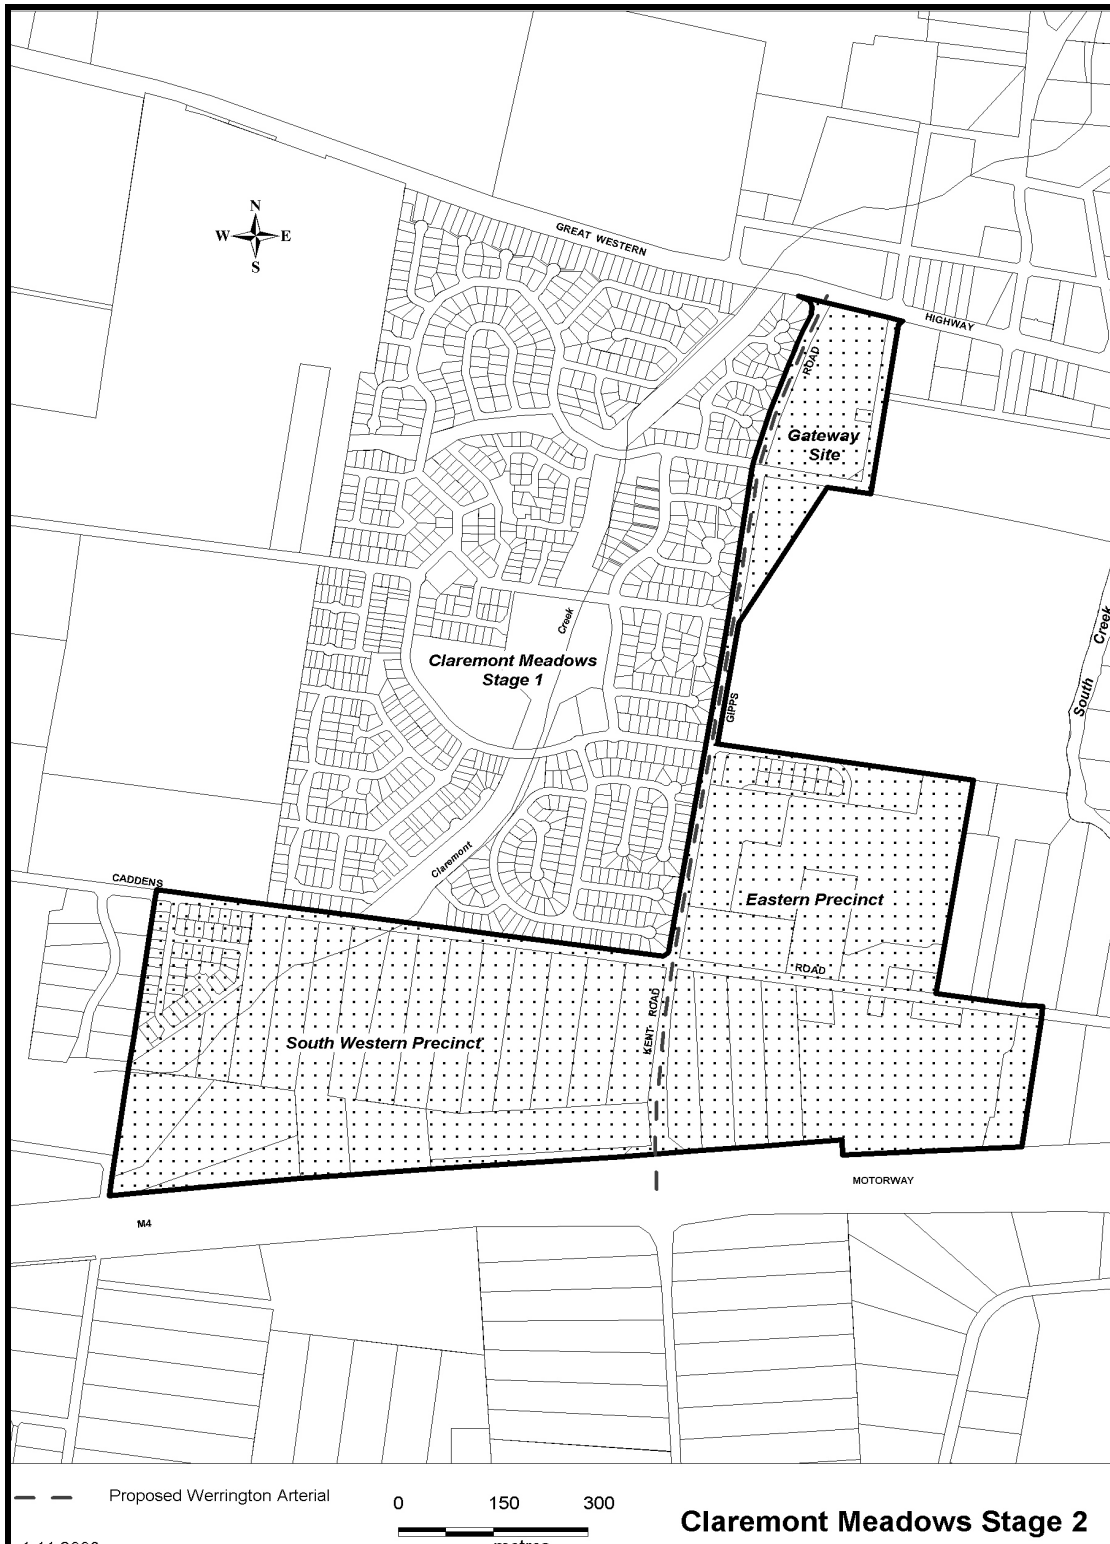 N
W E
S
GREAT WESTERN
HIGHWAY
ROAD
Gateway
Site
Creek
Creek
South
Claremont Meadows
Stage 1
GIPPS
Claremont
CADDENS
Eastern Precinct
ROAD
KENT ROAD
South Western Precinct
MOTORWAY
M4
Proposed Werrington Arterial
0 150 300
metres
Claremont Meadows Stage 2